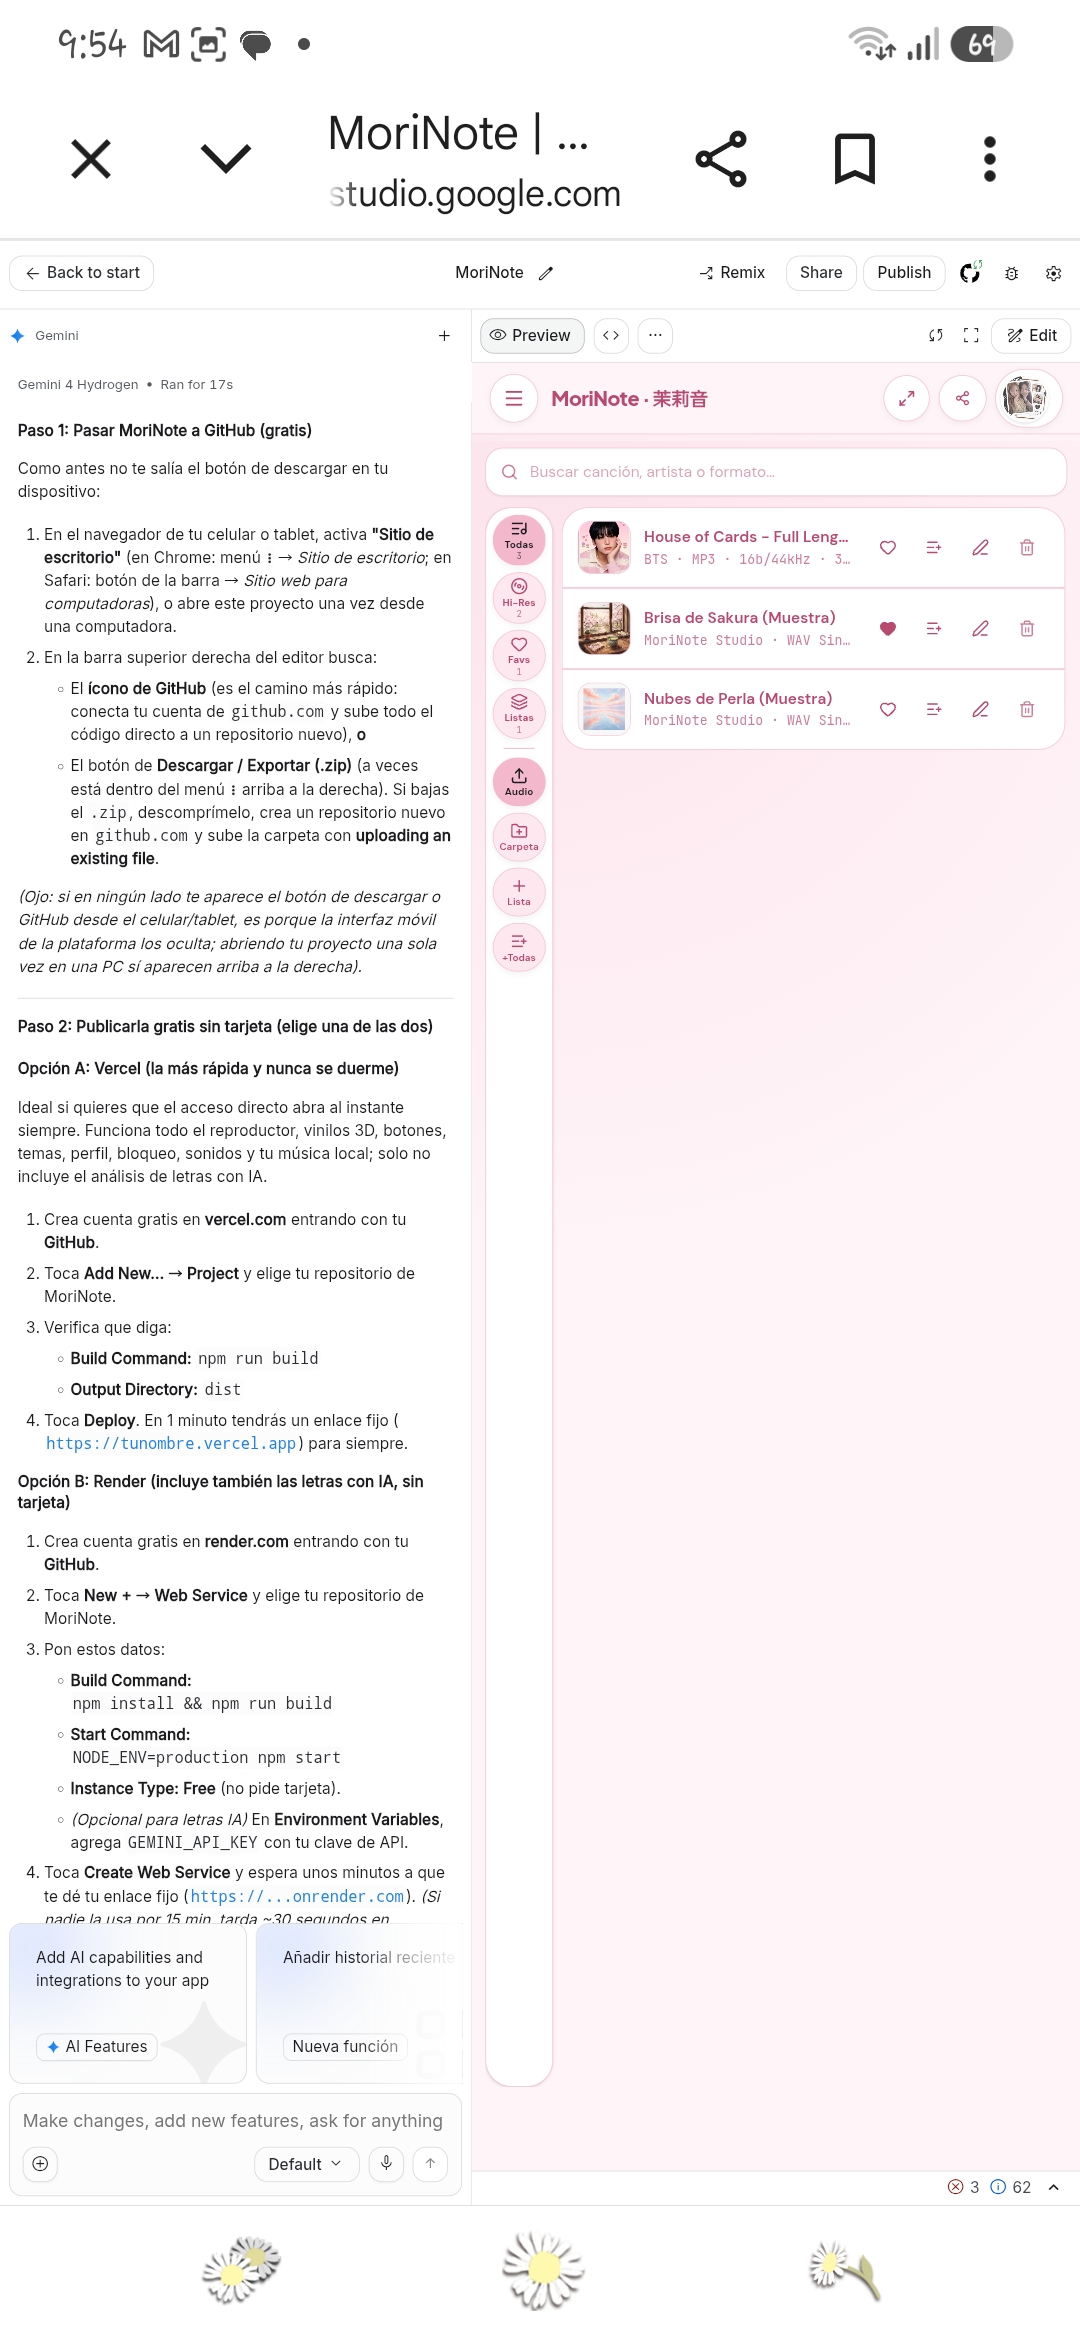 9:54
69
MoriNote | ...
studio.google.com
Back to start
MoriNote
Remix
Share
Publish
Gemini
Preview
Edit
Gemini 4 Hydrogen • Ran for 17s
Paso 1: Pasar MoriNote a GitHub (gratis)
Como antes no te salía el botón de descargar en tu
dispositivo:
1. En el navegador de tu celular o tablet, activa "Sitio de
escritorio" (en Chrome: menú ⋮ → Sitio de escritorio; en
Safari: botón de la barra → Sitio web para
computadoras), o abre este proyecto una vez desde
una computadora.
2. En la barra superior derecha del editor busca:
◦ El ícono de GitHub (es el camino más rápido:
conecta tu cuenta de github.com y sube todo el
código directo a un repositorio nuevo), o
◦ El botón de Descargar / Exportar (.zip) (a veces
está dentro del menú ⋮ arriba a la derecha). Si bajas
el .zip, descomprímelo, crea un repositorio nuevo
en github.com y sube la carpeta con uploading an
existing file.
(Ojo: si en ningún lado te aparece el botón de descargar o
GitHub desde el celular/tablet, es porque la interfaz móvil
de la plataforma los oculta; abriendo tu proyecto una sola
vez en una PC sí aparecen arriba a la derecha).
Paso 2: Publicarla gratis sin tarjeta (elige una de las dos)
Opción A: Vercel (la más rápida y nunca se duerme)
Ideal si quieres que el acceso directo abra al instante
siempre. Funciona todo el reproductor, vinilos 3D, botones,
temas, perfil, bloqueo, sonidos y tu música local; solo no
incluye el análisis de letras con IA.
1. Crea cuenta gratis en vercel.com entrando con tu
GitHub.
2. Toca Add New... → Project y elige tu repositorio de
MoriNote.
3. Verifica que diga:
◦ Build Command: npm run build
◦ Output Directory: dist
4. Toca Deploy. En 1 minuto tendrás un enlace fijo (
https://tunombre.vercel.app) para siempre.
Opción B: Render (incluye también las letras con IA, sin
tarjeta)
1. Crea cuenta gratis en render.com entrando con tu
GitHub.
2. Toca New + → Web Service y elige tu repositorio de
MoriNote.
3. Pon estos datos:
◦ Build Command:
npm install && npm run build
◦ Start Command:
NODE_ENV=production npm start
◦ Instance Type: Free (no pide tarjeta).
◦ (Opcional para letras IA) En Environment Variables,
agrega GEMINI_API_KEY con tu clave de API.
4. Toca Create Web Service y espera unos minutos a que
te dé tu enlace fijo (https://...onrender.com). (Si
nadie la usa por 15 min, tarda ~30 segundos en
Add AI capabilities and
integrations to your app
AI Features
Añadir historial reciente
Nueva función
Make changes, add new features, ask for anything
Default
MoriNote · 茉莉音
Buscar canción, artista o formato...
Todas
3
Hi-Res
2
Favs
1
Listas
1
Audio
Carpeta
Lista
+Todas
House of Cards - Full Leng...
BTS · MP3 · 16b/44kHz · 3...
Brisa de Sakura (Muestra)
MoriNote Studio · WAV Sin...
Nubes de Perla (Muestra)
MoriNote Studio · WAV Sin...
3
62